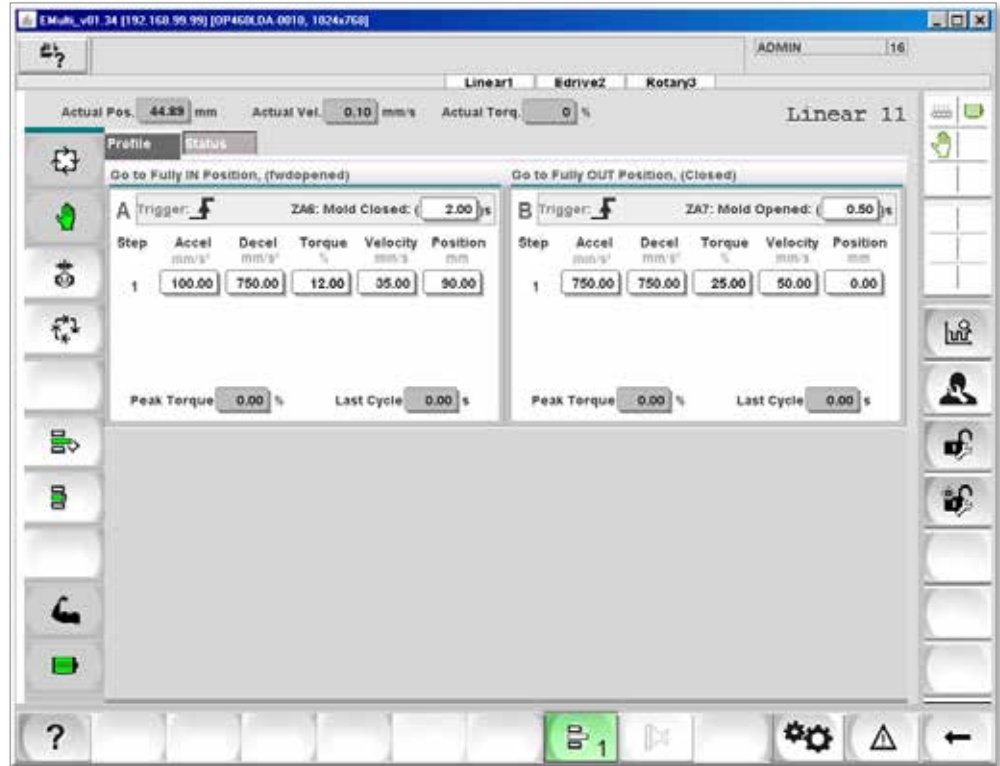 EMulti_v01.34 [192.168.99.99] [OP460LDA-0010, 1024x768]
?
ADMIN 16
Linear1 Edrive2 Rotary3
Actual Pos. 44.89 mm Actual Vel. 0.10 mm/s Actual Torq. 0 % Linear 11
Profile Status
Go to Fully IN Position, (fwdopened) Go to Fully OUT Position, (Closed)
A Trigger: ZA6: Mold Closed: ( 2.00 )s B Trigger: ZA7: Mold Opened: ( 0.50 )s
Step Accel Decel Torque Velocity Position Step Accel Decel Torque Velocity Position
mm/s² mm/s² % mm/s mm mm/s² mm/s² % mm/s mm
1 100.00 750.00 12.00 35.00 90.00 1 750.00 750.00 25.00 50.00 0.00
Peak Torque 0.00 % Last Cycle 0.00 s Peak Torque 0.00 % Last Cycle 0.00 s
? 1